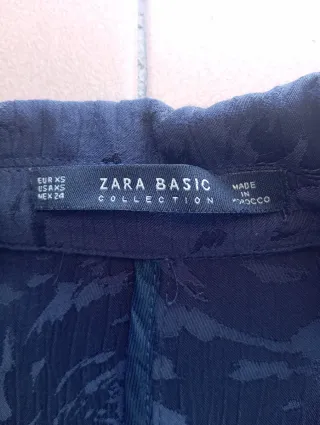 EUR XS
USA XS
MEX 24
ZARA BASIC
COLLECTION
MADE
IN
MOROCCO